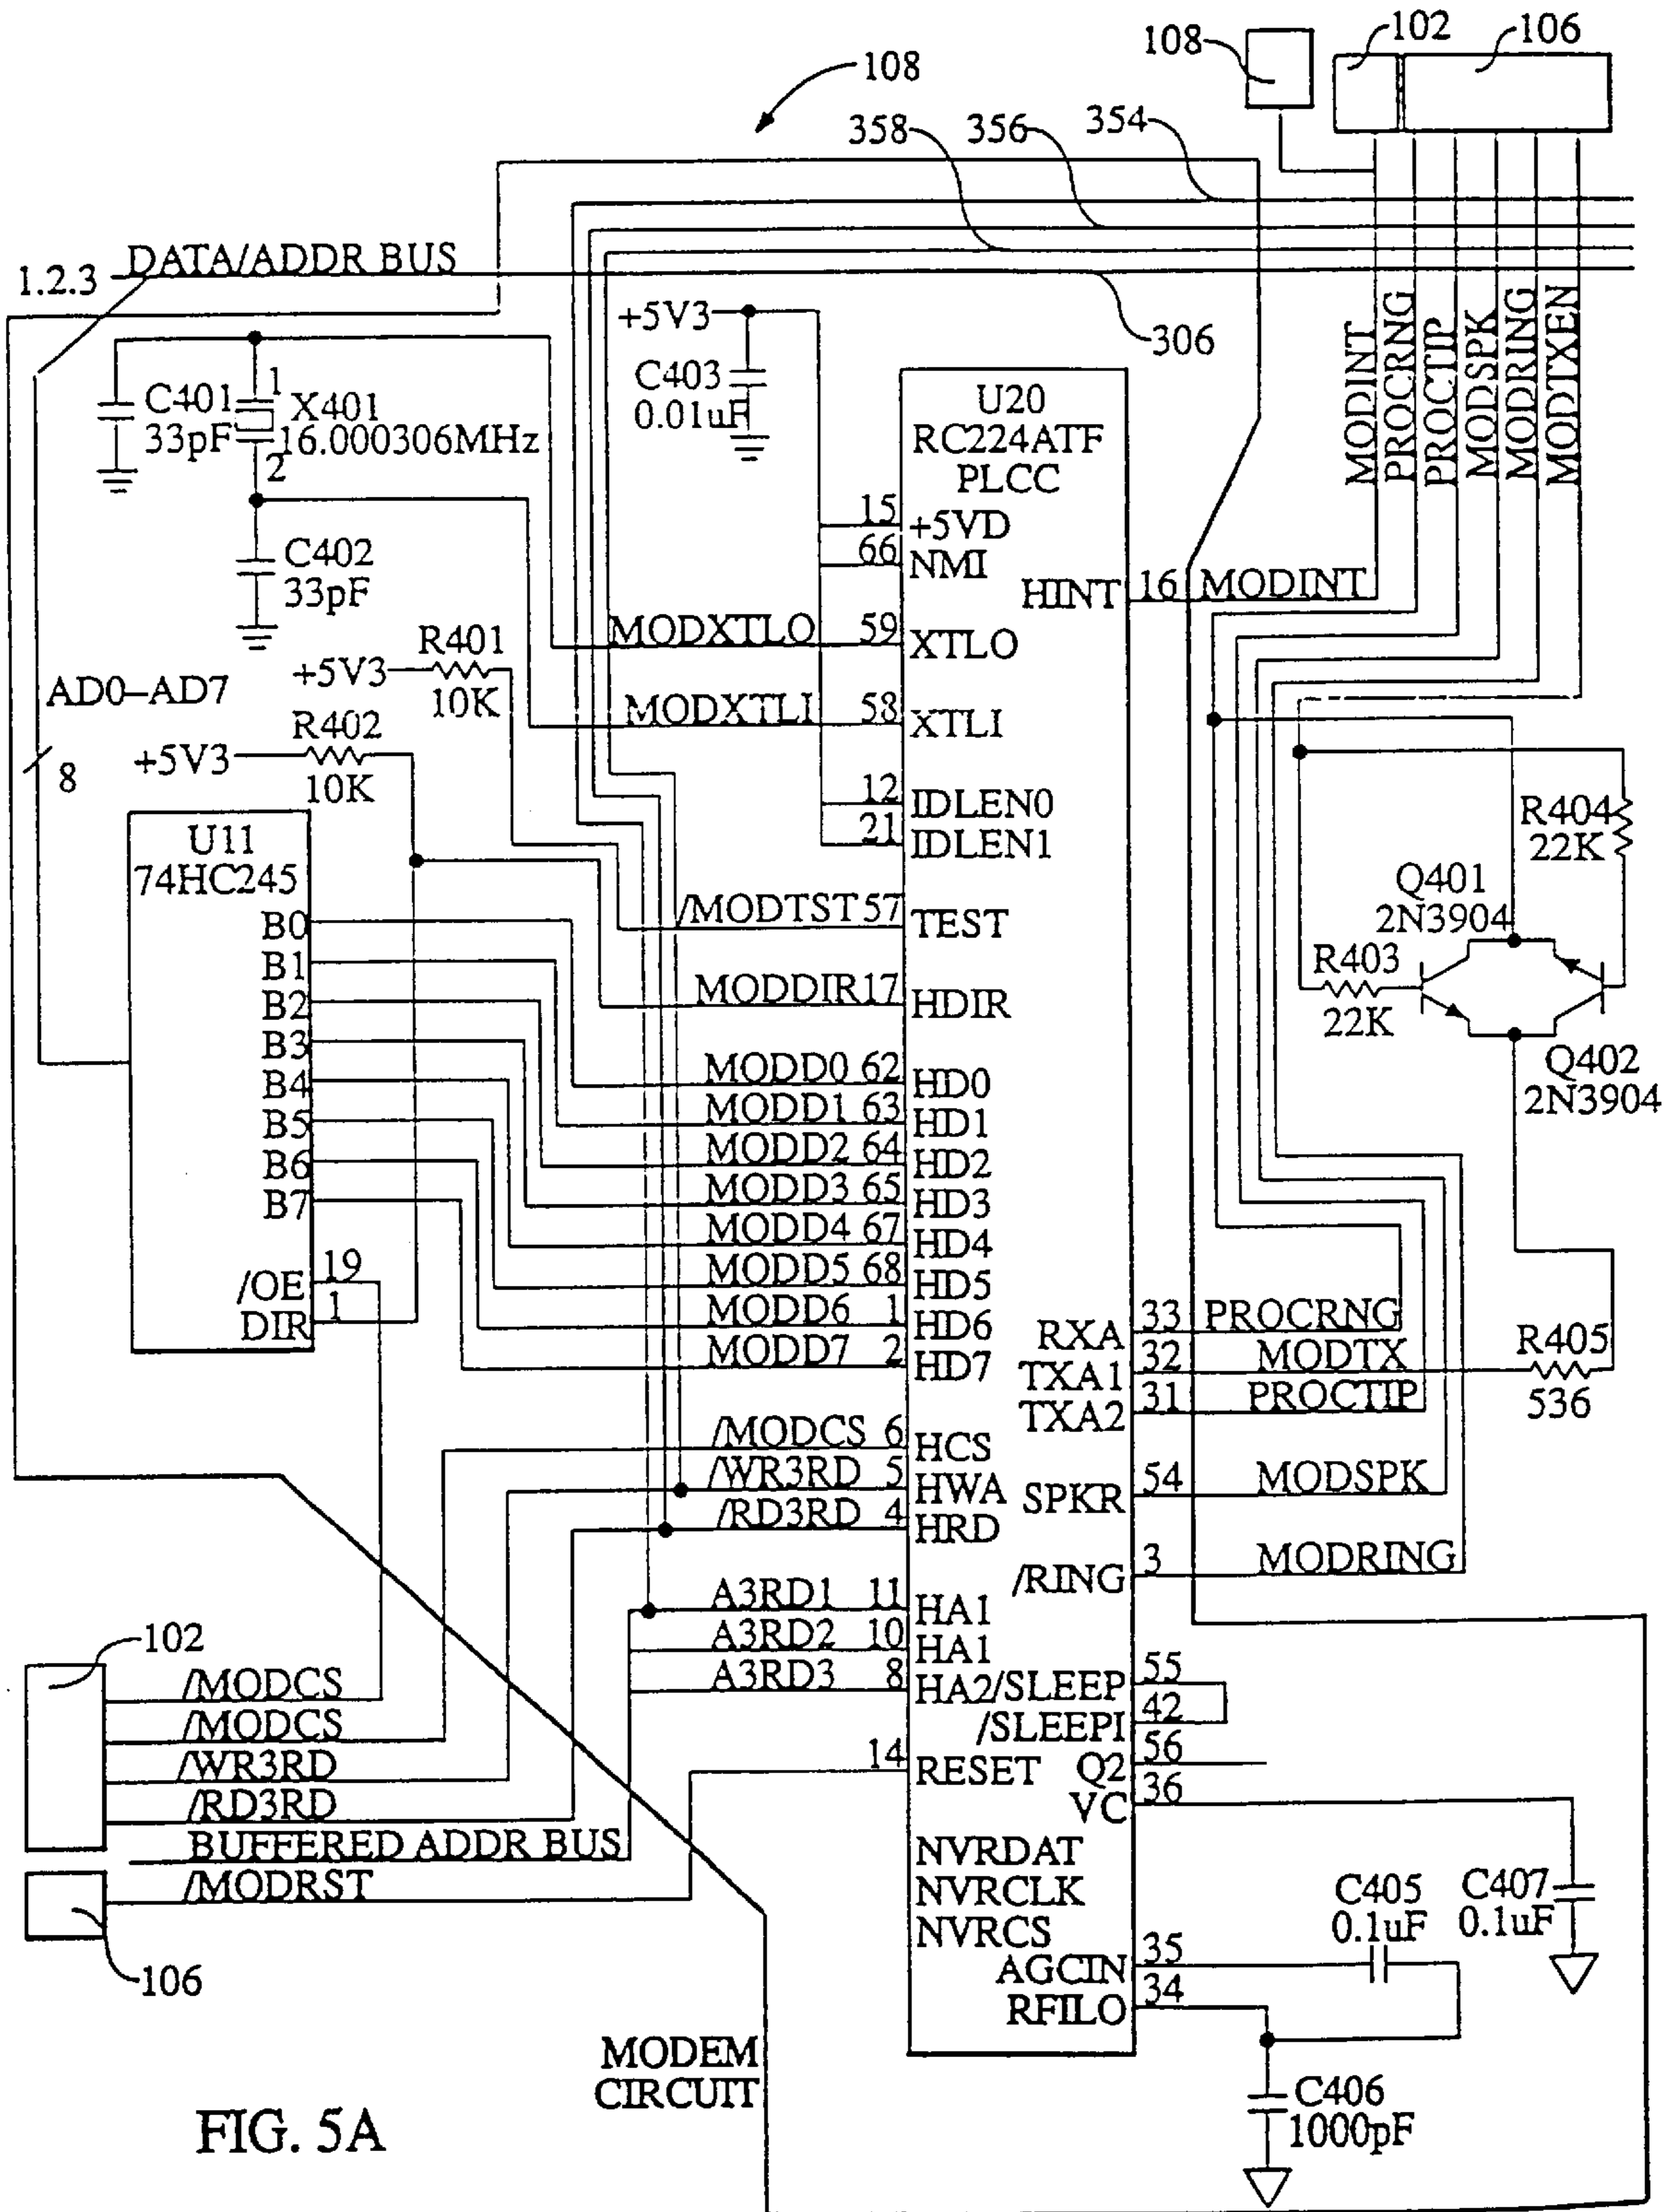 108
102
106
108
358
356
354
1.2.3
DATA/ADDR BUS
306
+5V3
C403
0.01uF
C401
33pF
1
X401
16.000306MHz
2
C402
33pF
MODINT
PROCRNG
PROCTIP
MODSPK
MODRING
MODTXEN
U20
RC224ATF
PLCC
15 +5VD
66 NMI
HINT 16 MODINT
MODXTLO 59 XTLO
R401
+5V3
10K
MODXTLI 58 XTLI
AD0–AD7
R402
+5V3
10K
8
12 IDLEN0
21 IDLEN1
R404
22K
U11
74HC245
Q401
2N3904
B0
B1
B2
B3
B4
B5
B6
B7
/OE 19
DIR 1
/MODTST 57 TEST
MODDIR 17 HDIR
R403
22K
Q402
2N3904
MODD0 62 HD0
MODD1 63 HD1
MODD2 64 HD2
MODD3 65 HD3
MODD4 67 HD4
MODD5 68 HD5
MODD6 1 HD6
MODD7 2 HD7
RXA 33 PROCRNG
TXA1 32 MODTX
TXA2 31 PROCTIP
R405
536
/MODCS 6 HCS
/WR3RD 5 HWA
/RD3RD 4 HRD
SPKR 54 MODSPK
/RING 3 MODRING
A3RD1 11 HA1
A3RD2 10 HA1
A3RD3 8 HA2
/SLEEP 55
/SLEEPI 42
Q2 56
VC 36
102
/MODCS
/MODCS
/WR3RD
/RD3RD
BUFFERED ADDR BUS
/MODRST
106
14 RESET
NVRDAT
NVRCLK
NVRCS
AGCIN 35
RFILO 34
C405
0.1uF
C407
0.1uF
C406
1000pF
MODEM
CIRCUIT
FIG. 5A